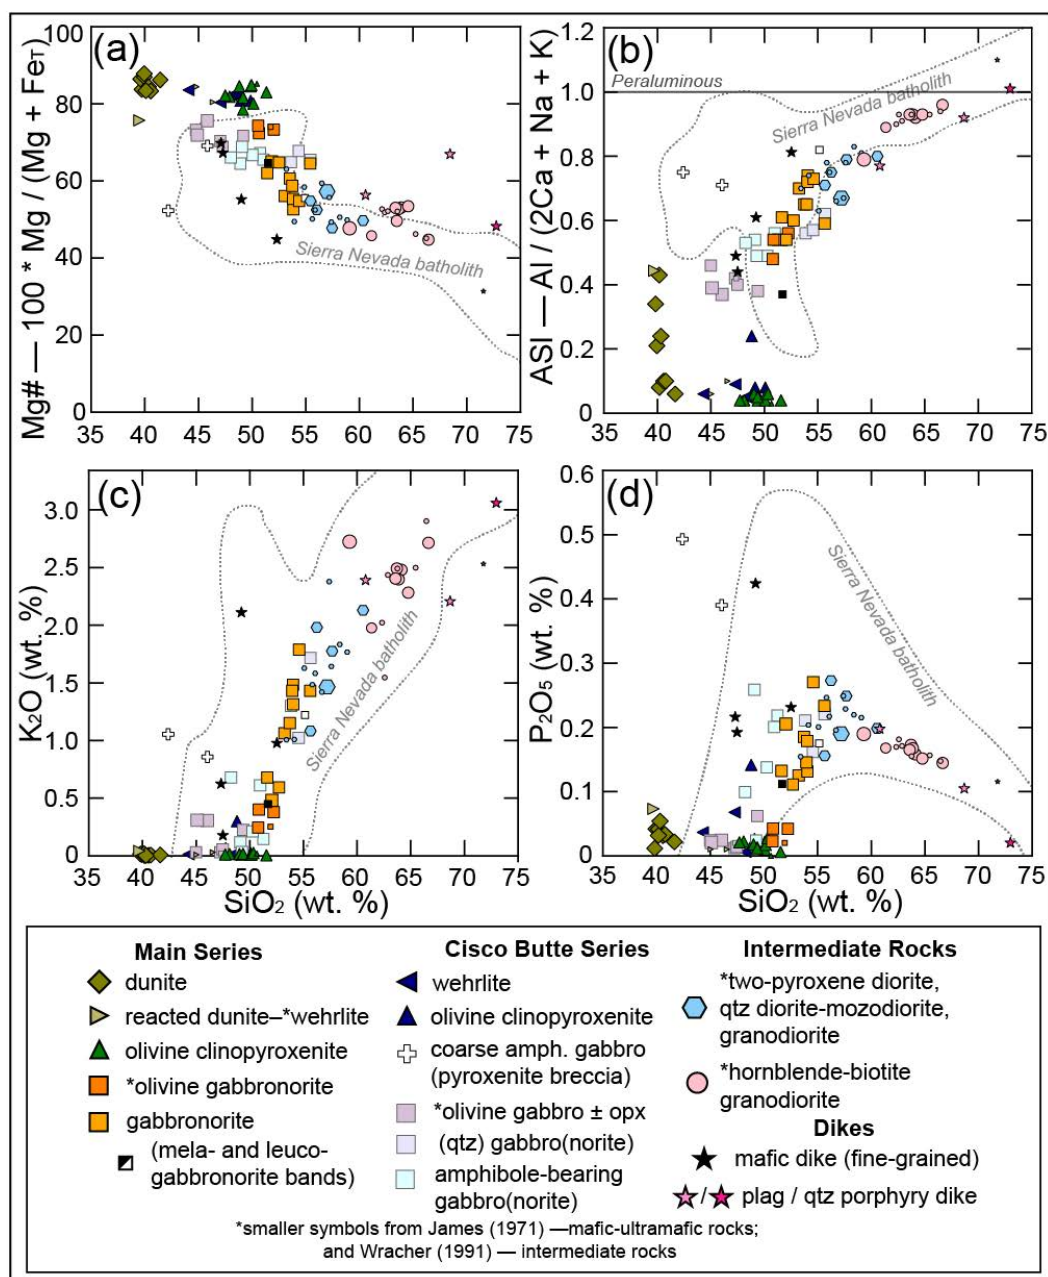 (a)
100
80
60
40
20
0
35 40 45 50 55 60 65 70 75
Mg# — 100 * Mg / (Mg + FeT)
Sierra Nevada batholith
(b)
1.2
1.0
0.8
0.6
0.4
0.2
0
35 40 45 50 55 60 65 70 75
ASI — Al / (2Ca + Na + K)
Peraluminous
Sierra Nevada batholith
(c)
3.0
2.5
2.0
1.5
1.0
0.5
0
35 40 45 50 55 60 65 70 75
K2O (wt. %)
SiO2 (wt. %)
Sierra Nevada batholith
(d)
0.6
0.5
0.4
0.3
0.2
0.1
0
35 40 45 50 55 60 65 70 75
P2O5 (wt. %)
SiO2 (wt. %)
Sierra Nevada batholith
Main Series
dunite
reacted dunite–*wehrlite
olivine clinopyroxenite
*olivine gabbronorite
gabbronorite
(mela- and leuco-
gabbronorite bands)
Cisco Butte Series
wehrlite
olivine clinopyroxenite
coarse amph. gabbro
(pyroxenite breccia)
*olivine gabbro ± opx
(qtz) gabbro(norite)
amphibole-bearing
gabbro(norite)
Intermediate Rocks
*two-pyroxene diorite,
qtz diorite-mozodiorite,
granodiorite
*hornblende-biotite
granodiorite
Dikes
mafic dike (fine-grained)
/ plag / qtz porphyry dike
*smaller symbols from James (1971) —mafic-ultramafic rocks;
and Wracher (1991) — intermediate rocks